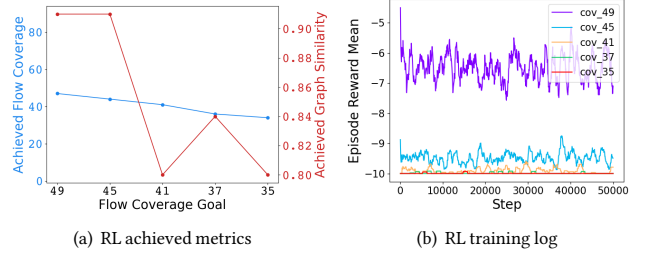 Achieved Flow Coverage
80
60
40
20
0
49
45
41
37
35
Flow Coverage Goal
0.90
0.88
0.86
0.84
0.82
0.80
Achieved Graph Similarity
(a) RL achieved metrics
Episode Reward Mean
−5
−6
−7
−8
−9
−10
0
10000
20000
30000
40000
50000
Step
cov_49
cov_45
cov_41
cov_37
cov_35
(b) RL training log